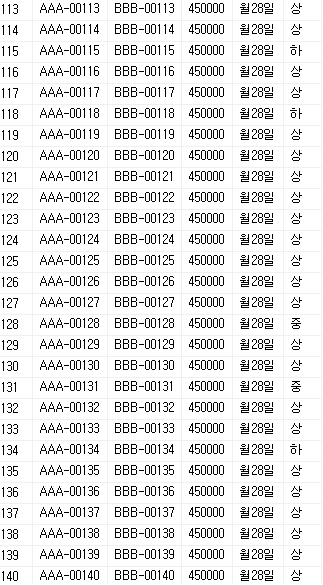 113 AAA-00113 BBB-00113 450000 월28일 상
114 AAA-00114 BBB-00114 450000 월28일 상
115 AAA-00115 BBB-00115 450000 월28일 하
116 AAA-00116 BBB-00116 450000 월28일 상
117 AAA-00117 BBB-00117 450000 월28일 상
118 AAA-00118 BBB-00118 450000 월28일 하
119 AAA-00119 BBB-00119 450000 월28일 상
120 AAA-00120 BBB-00120 450000 월28일 상
121 AAA-00121 BBB-00121 450000 월28일 상
122 AAA-00122 BBB-00122 450000 월28일 상
123 AAA-00123 BBB-00123 450000 월28일 상
124 AAA-00124 BBB-00124 450000 월28일 상
125 AAA-00125 BBB-00125 450000 월28일 상
126 AAA-00126 BBB-00126 450000 월28일 상
127 AAA-00127 BBB-00127 450000 월28일 상
128 AAA-00128 BBB-00128 450000 월28일 중
129 AAA-00129 BBB-00129 450000 월28일 상
130 AAA-00130 BBB-00130 450000 월28일 상
131 AAA-00131 BBB-00131 450000 월28일 중
132 AAA-00132 BBB-00132 450000 월28일 상
133 AAA-00133 BBB-00133 450000 월28일 상
134 AAA-00134 BBB-00134 450000 월28일 하
135 AAA-00135 BBB-00135 450000 월28일 상
136 AAA-00136 BBB-00136 450000 월28일 상
137 AAA-00137 BBB-00137 450000 월28일 상
138 AAA-00138 BBB-00138 450000 월28일 상
139 AAA-00139 BBB-00139 450000 월28일 상
140 AAA-00140 BBB-00140 450000 월28일 상